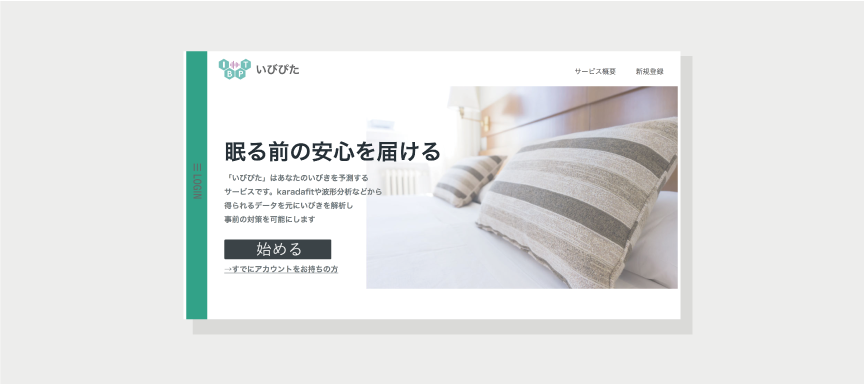 I
T
B
P
いびぴた
サービス概要
新規登録
LOGIN
眠る前の安心を届ける
「いびぴた」はあなたのいびきを予測する
サービスです。karadafitや波形分析などから
得られるデータを元にいびきを解析し
事前の対策を可能にします
始める
→すでにアカウントをお持ちの方